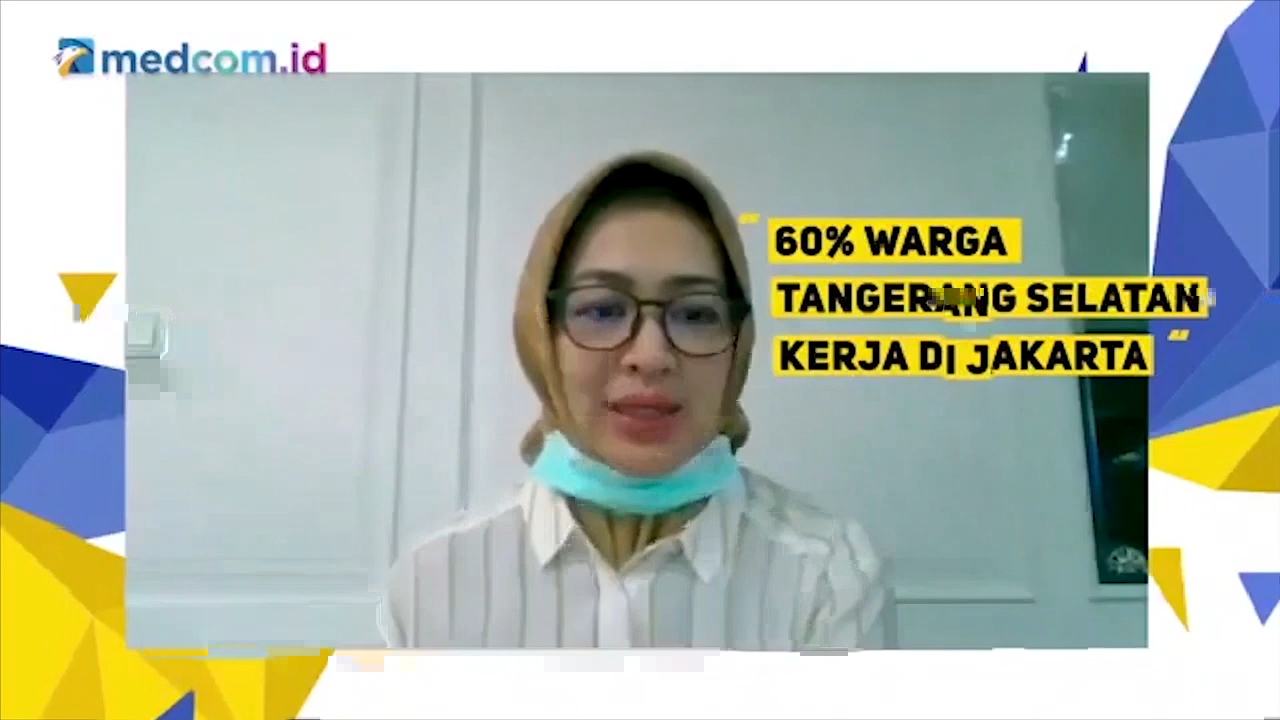 medcom.id
"60% WARGA
TANGERANG SELATAN
KERJA DI JAKARTA"